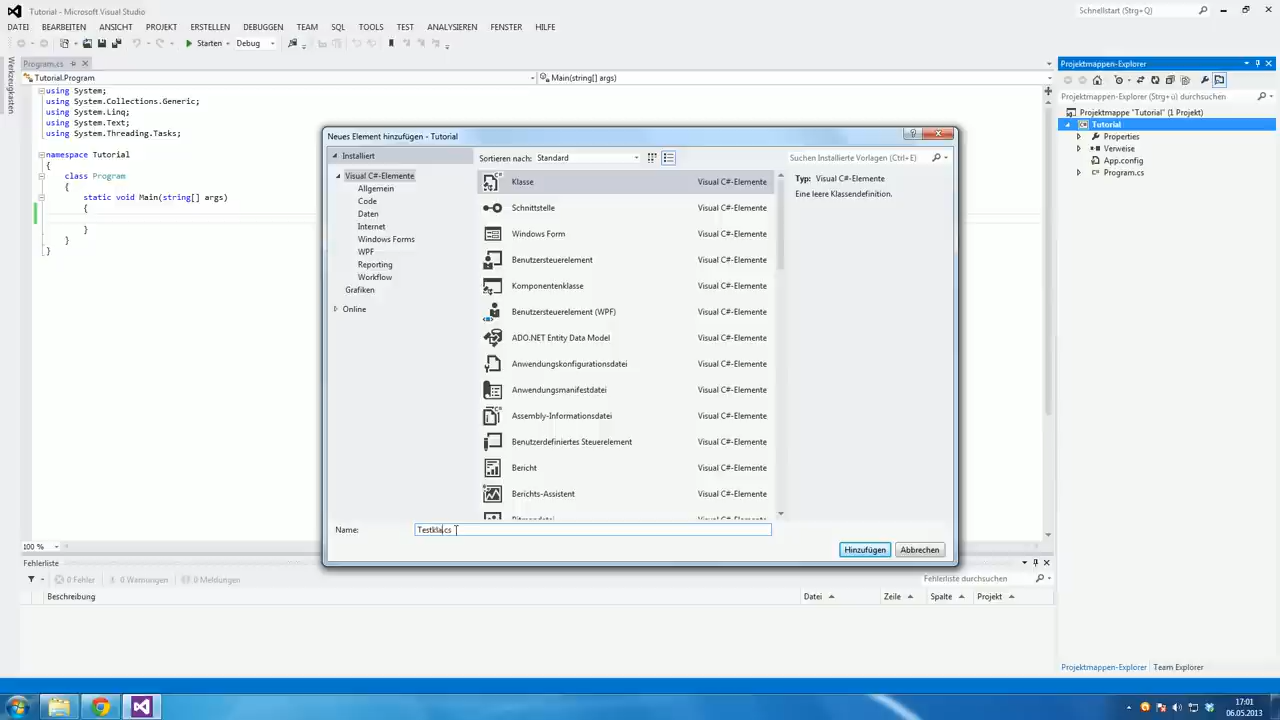 Tutorial - Microsoft Visual Studio
Schnellstart (Strg+Q)
DATEI BEARBEITEN ANSICHT PROJEKT ERSTELLEN DEBUGGEN TEAM SQL TOOLS TEST ANALYSIEREN FENSTER HILFE
Starten Debug
Werkzeugkasten
Program.cs
Tutorial.Program
Main(string[] args)
using System;
using System.Collections.Generic;
using System.Linq;
using System.Text;
using System.Threading.Tasks;
namespace Tutorial
{
class Program
{
static void Main(string[] args)
{
}
}
}
100 %
Neues Element hinzufügen - Tutorial
Installiert
Visual C#-Elemente
Allgemein
Code
Daten
Internet
Windows Forms
WPF
Reporting
Workflow
Grafiken
Online
Sortieren nach: Standard
Suchen Installierte Vorlagen (Ctrl+E)
Klasse Visual C#-Elemente
Schnittstelle Visual C#-Elemente
Windows Form Visual C#-Elemente
Benutzersteuerelement Visual C#-Elemente
Komponentenklasse Visual C#-Elemente
Benutzersteuerelement (WPF) Visual C#-Elemente
ADO.NET Entity Data Model Visual C#-Elemente
Anwendungskonfigurationsdatei Visual C#-Elemente
Anwendungsmanifestdatei Visual C#-Elemente
Assembly-Informationsdatei Visual C#-Elemente
Benutzerdefiniertes Steuerelement Visual C#-Elemente
Bericht Visual C#-Elemente
Berichts-Assistent Visual C#-Elemente
Visual C#-Elemente
Typ: Visual C#-Elemente
Eine leere Klassendefinition.
Name: Testkla.cs
Hinzufügen Abbrechen
Projektmappen-Explorer
Projektmappen-Explorer (Strg+ü) durchsuchen
Projektmappe "Tutorial" (1 Projekt)
Tutorial
Properties
Verweise
App.config
Program.cs
Projektmappen-Explorer Team Explorer
Fehlerliste
0 Fehler 0 Warnungen 0 Meldungen
Fehlerliste durchsuchen
Beschreibung Datei Zeile Spalte Projekt
17:01
06.05.2013